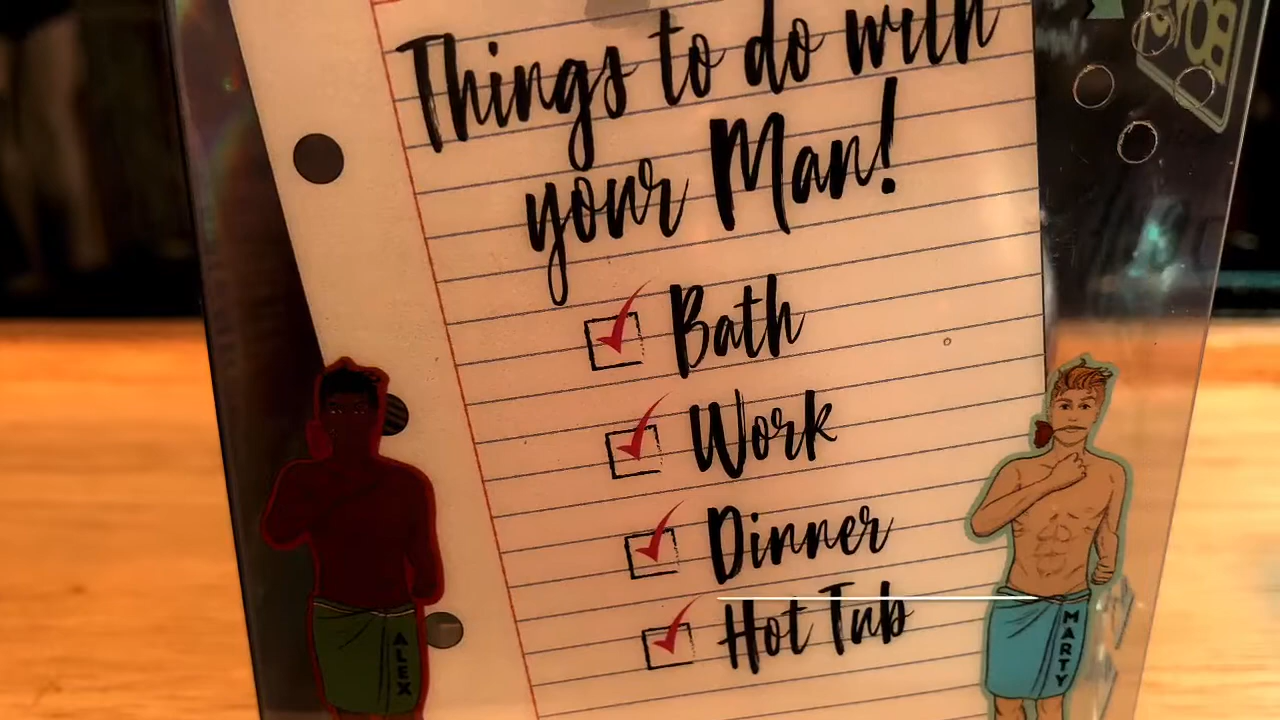 Things to do with
your Man!
Bath
Work
Dinner
Hot Tub
ALEX
MARTY